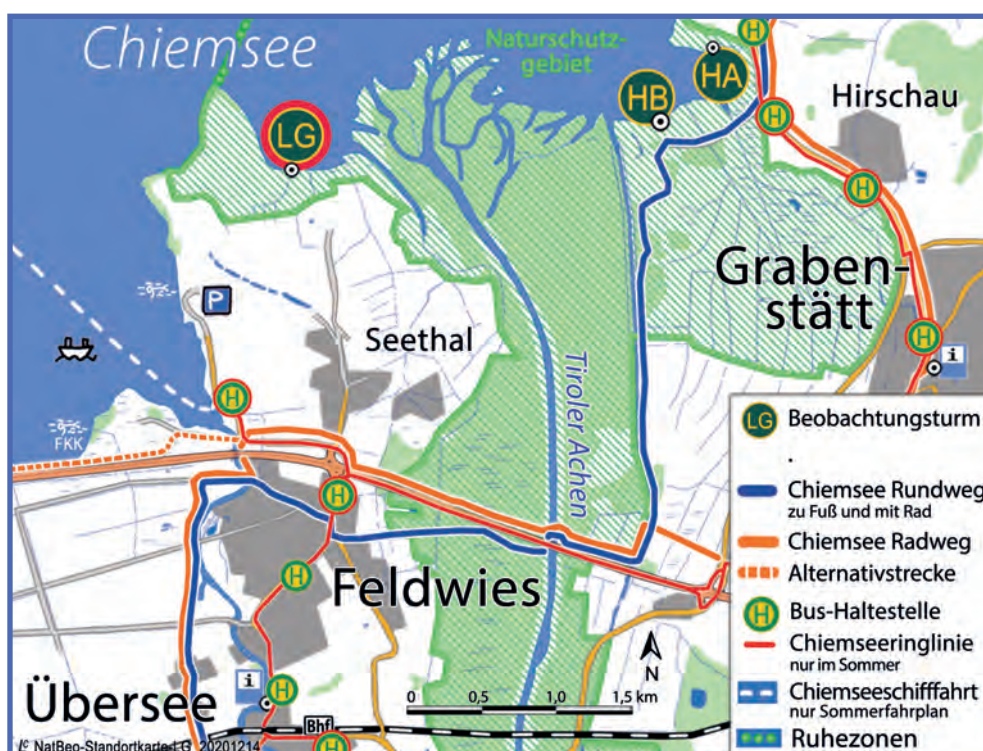 Chiemsee
Naturschutz-
gebiet
LG
HB
HA
H
Hirschau
H
H
Graben-
stätt
P
Seethal
H
i
Tiroler Achen
H
FKK
H
H
Feldwies
Übersee
i
H
Bhf
H
N
0 0,5 1,0 1,5 km
LG Beobachtungsturm
.
Chiemsee Rundweg
zu Fuß und mit Rad
Chiemsee Radweg
Alternativstrecke
H Bus-Haltestelle
Chiemseeringlinie
nur im Sommer
Chiemseeschifffahrt
nur Sommerfahrplan
Ruhezonen
NatBeo-Standortkarte-LG_20201214